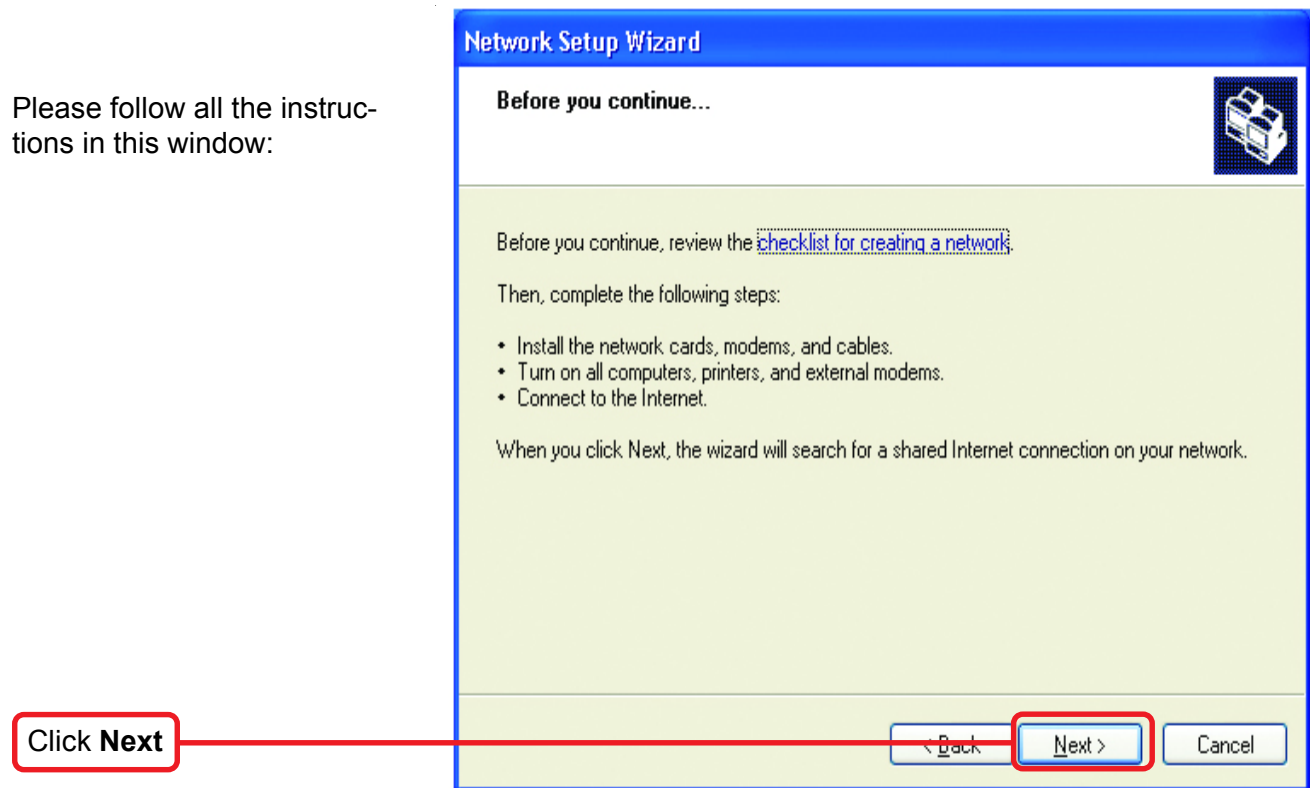 Network Setup Wizard
Please follow all the instruc-
tions in this window:
Before you continue...
Before you continue, review the checklist for creating a network.
Then, complete the following steps:
• Install the network cards, modems, and cables.
• Turn on all computers, printers, and external modems.
• Connect to the Internet.
When you click Next, the wizard will search for a shared Internet connection on your network.
Click Next
< Back
Next >
Cancel